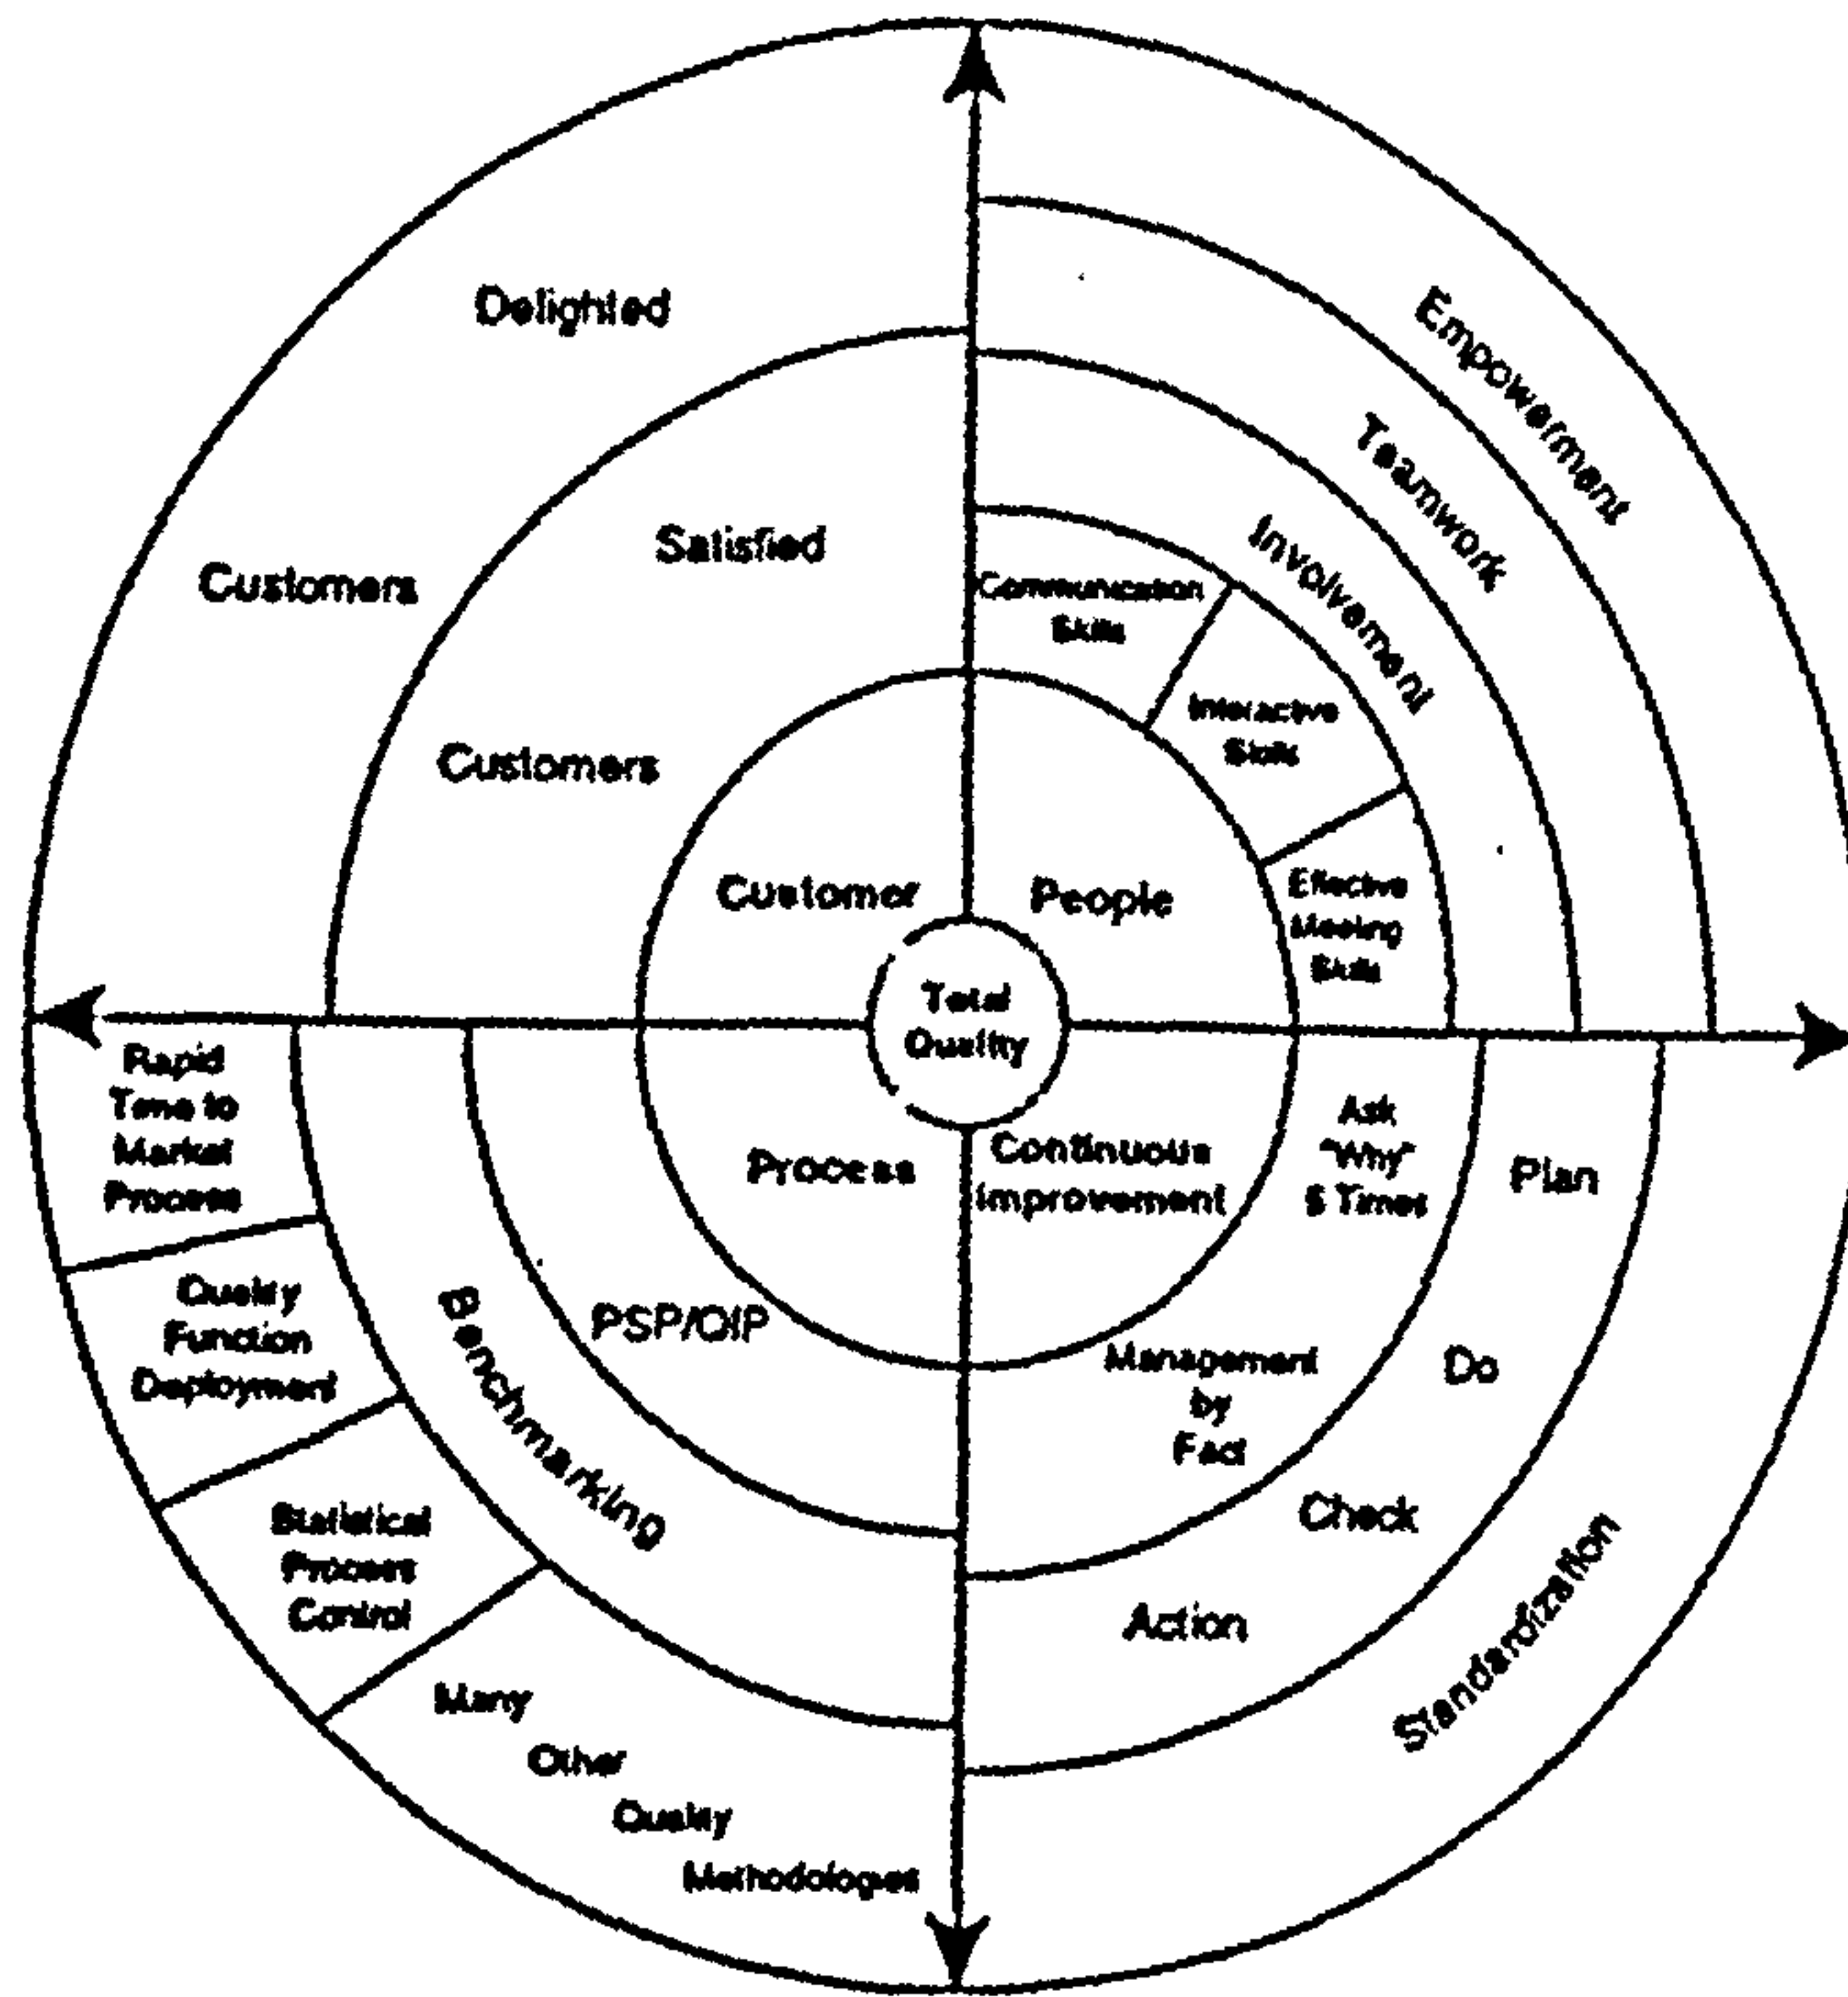 Delighted
Customers
Satisfied
Customers
Customer
Empowerment
Teamwork
Involvement
Communication
Skills
Interactive
Skills
Effective
Meeting
Skills
People
Total
Quality
Process
PSP/QIP
Benchmarking
Rapid
Time to
Market
Process
Quality
Function
Deployment
Statistical
Process
Control
Many
Other
Quality
Methodologies
Continuous
Improvement
Ask
"Why"
5 Times
Management
by
Fact
Plan
Do
Check
Action
Standardization